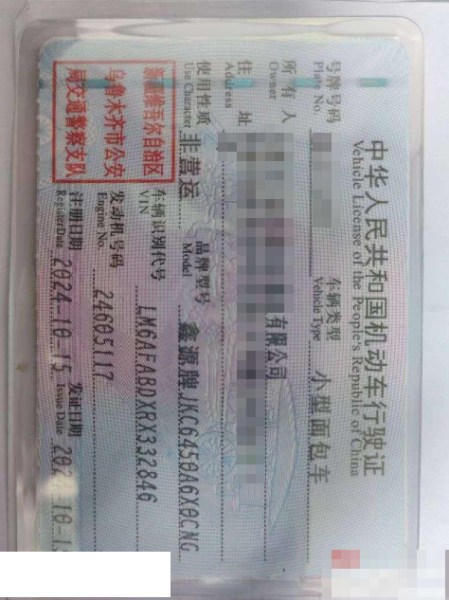 中华人民共和国机动车行驶证
Vehicle License of the People's Republic of China
号牌号码
Plate No.
车辆类型 小型面包车
Vehicle Type
所有人
Owner
有限公司
住址
Address
使用性质 非营运
Use Character
品牌型号 鑫源牌JKC6450A6X0CNG
Model
新疆维吾尔自治区
乌鲁木齐市公安
局交通警察支队
车辆识别代号 LM6AFABDXRX332846
VIN
发动机号码 24605117
Engine No.
注册日期 2024-10-15
Register Date
发证日期
Issue Date